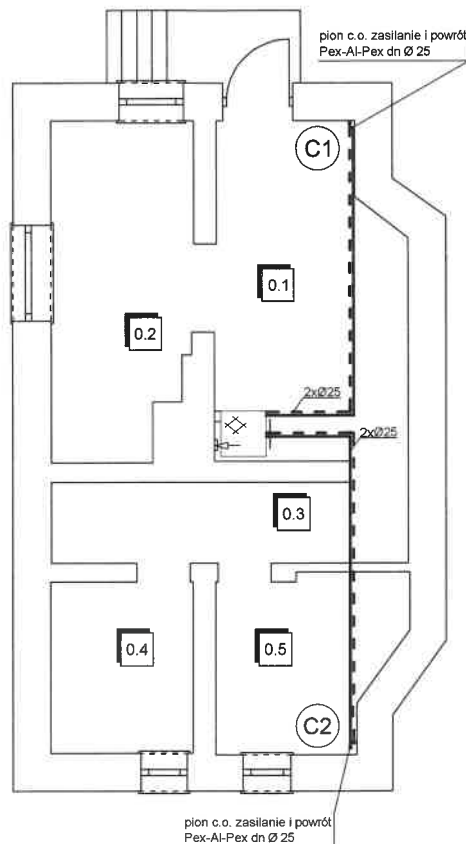 pion c.o. zasilanie i powrót
Pex-Al-Pex dn Ø 25
C1
0.1
0.2
2xØ25
2xØ25
0.3
0.4
0.5
C2
pion c.o. zasilanie i powrót
Pex-Al-Pex dn Ø 25